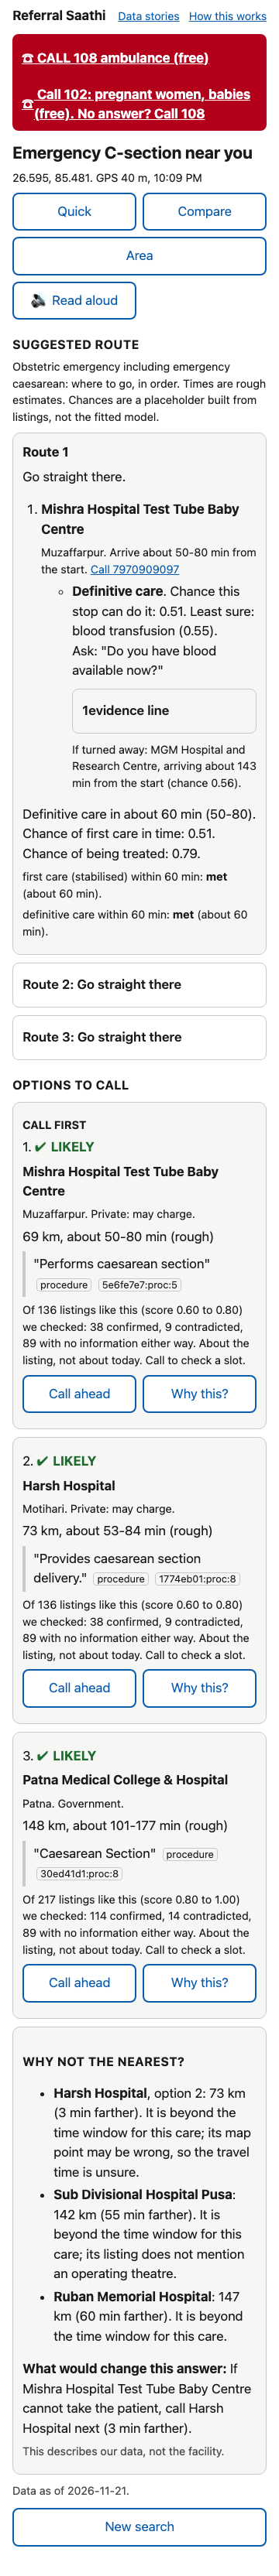 Referral Saathi Data stories How this works
☎ CALL 108 ambulance (free)
☎ Call 102: pregnant women, babies
(free). No answer? Call 108
Emergency C-section near you
26.595, 85.481. GPS 40 m, 10:09 PM
Quick Compare
Area
🔊 Read aloud
SUGGESTED ROUTE
Obstetric emergency including emergency
caesarean: where to go, in order. Times are rough
estimates. Chances are a placeholder built from
listings, not the fitted model.
Route 1
Go straight there.
1. Mishra Hospital Test Tube Baby
Centre
Muzaffarpur. Arrive about 50-80 min from
the start. Call 7970909097
Definitive care. Chance this
stop can do it: 0.51. Least sure:
blood transfusion (0.55).
Ask: "Do you have blood
available now?"
1evidence line
If turned away: MGM Hospital and
Research Centre, arriving about 143
min from the start (chance 0.56).
Definitive care in about 60 min (50-80).
Chance of first care in time: 0.51.
Chance of being treated: 0.79.
first care (stabilised) within 60 min: met
(about 60 min).
definitive care within 60 min: met (about 60
min).
Route 2: Go straight there
Route 3: Go straight there
OPTIONS TO CALL
CALL FIRST
1. ✔ LIKELY
Mishra Hospital Test Tube Baby
Centre
Muzaffarpur. Private: may charge.
69 km, about 50-80 min (rough)
"Performs caesarean section"
procedure 5e6fe7e7:proc:5
Of 136 listings like this (score 0.60 to 0.80)
we checked: 38 confirmed, 9 contradicted,
89 with no information either way. About the
listing, not about today. Call to check a slot.
Call ahead Why this?
2. ✔ LIKELY
Harsh Hospital
Motihari. Private: may charge.
73 km, about 53-84 min (rough)
"Provides caesarean section
delivery." procedure 1774eb01:proc:8
Of 136 listings like this (score 0.60 to 0.80)
we checked: 38 confirmed, 9 contradicted,
89 with no information either way. About the
listing, not about today. Call to check a slot.
Call ahead Why this?
3. ✔ LIKELY
Patna Medical College & Hospital
Patna. Government.
148 km, about 101-177 min (rough)
"Caesarean Section" procedure
30ed41d1:proc:8
Of 217 listings like this (score 0.80 to 1.00)
we checked: 114 confirmed, 14 contradicted,
89 with no information either way. About the
listing, not about today. Call to check a slot.
Call ahead Why this?
WHY NOT THE NEAREST?
Harsh Hospital, option 2: 73 km
(3 min farther). It is beyond the
time window for this care; its map
point may be wrong, so the travel
time is unsure.
Sub Divisional Hospital Pusa:
142 km (55 min farther). It is
beyond the time window for this
care; its listing does not mention
an operating theatre.
Ruban Memorial Hospital: 147
km (60 min farther). It is beyond
the time window for this care.
What would change this answer: If
Mishra Hospital Test Tube Baby Centre
cannot take the patient, call Harsh
Hospital next (3 min farther).
This describes our data, not the facility.
Data as of 2026-11-21.
New search